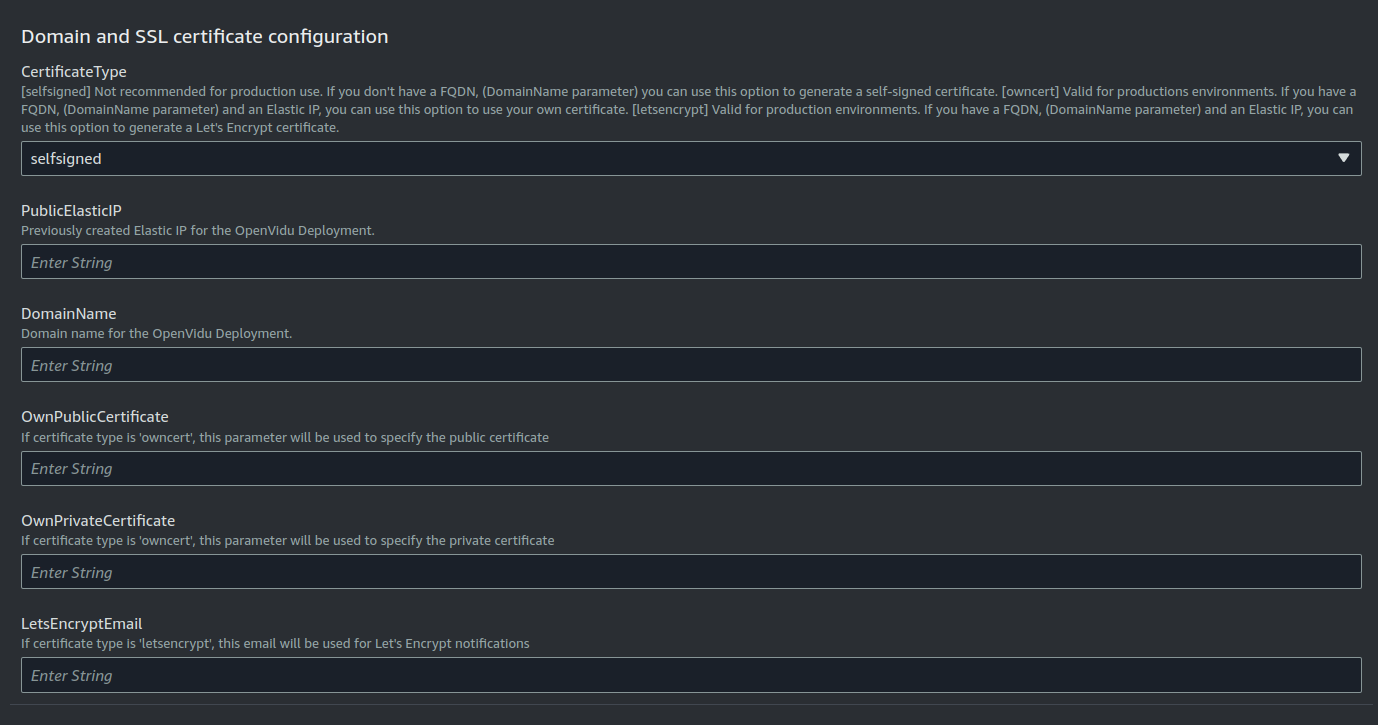 Domain and SSL certificate configuration
CertificateType
[selfsigned] Not recommended for production use. If you don't have a FQDN, (DomainName parameter) you can use this option to generate a self-signed certificate. [owncert] Valid for productions environments. If you have a
FQDN, (DomainName parameter) and an Elastic IP, you can use this option to use your own certificate. [letsencrypt] Valid for production environments. If you have a FQDN, (DomainName parameter) and an Elastic IP, you can
use this option to generate a Let's Encrypt certificate.
selfsigned
PublicElasticIP
Previously created Elastic IP for the OpenVidu Deployment.
Enter String
DomainName
Domain name for the OpenVidu Deployment.
Enter String
OwnPublicCertificate
If certificate type is 'owncert', this parameter will be used to specify the public certificate
Enter String
OwnPrivateCertificate
If certificate type is 'owncert', this parameter will be used to specify the private certificate
Enter String
LetsEncryptEmail
If certificate type is 'letsencrypt', this email will be used for Let's Encrypt notifications
Enter String